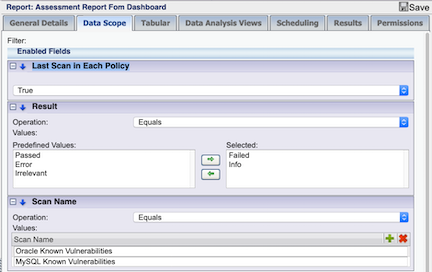 Report: Assessment Report Fom Dashboard
Save
General Details
Data Scope
Tabular
Data Analysis Views
Scheduling
Results
Permissions
Filter:
Enabled Fields
Last Scan in Each Policy
True
Result
Operation:
Equals
Values:
Predefined Values:
Selected:
Passed
Error
Irrelevant
Failed
Info
Scan Name
Operation:
Equals
Values:
Scan Name
Oracle Known Vulnerabilities
MySQL Known Vulnerabilities